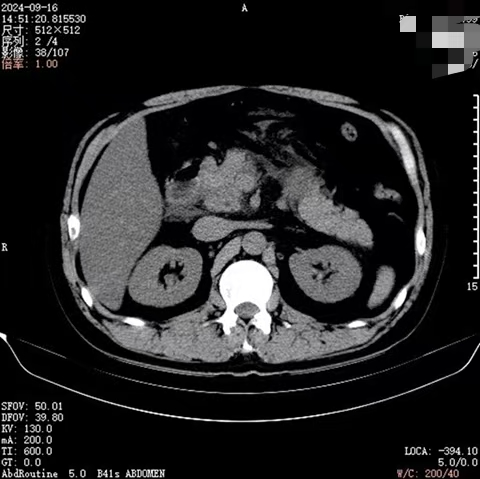 2024-09-16
14:51:20.815530
尺寸: 512×512
序列: 2 /4
影像: 38/107
倍率: 1.00
A
R
15
SFOV: 50.01
DFOV: 39.80
KV: 130.0
mA: 200.0
TI: 600.0
GT: 0.0
AbdRoutine 5.0 B41s ABDOMEN
LOCA: -394.10
5.0/0.0
W/C: 200/40